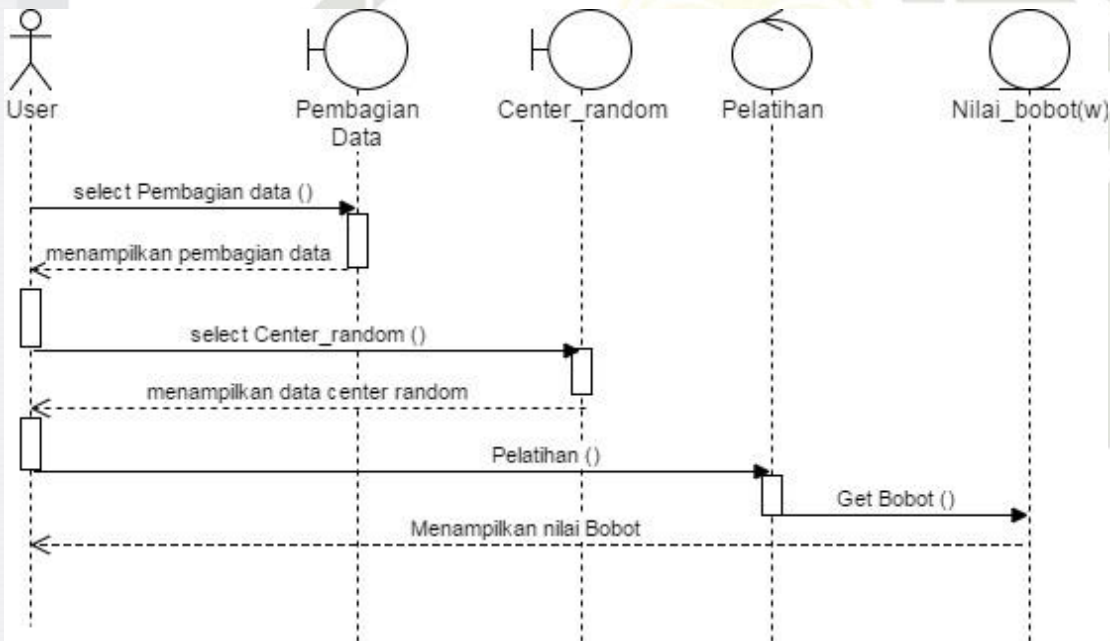 User
Pembagian
Data
Center_random
Pelatihan
Nilai_bobot(w)
select Pembagian data ()
menampilkan pembagian data
select Center_random ()
menampilkan data center random
Pelatihan ()
Get Bobot ()
Menampilkan nilai Bobot